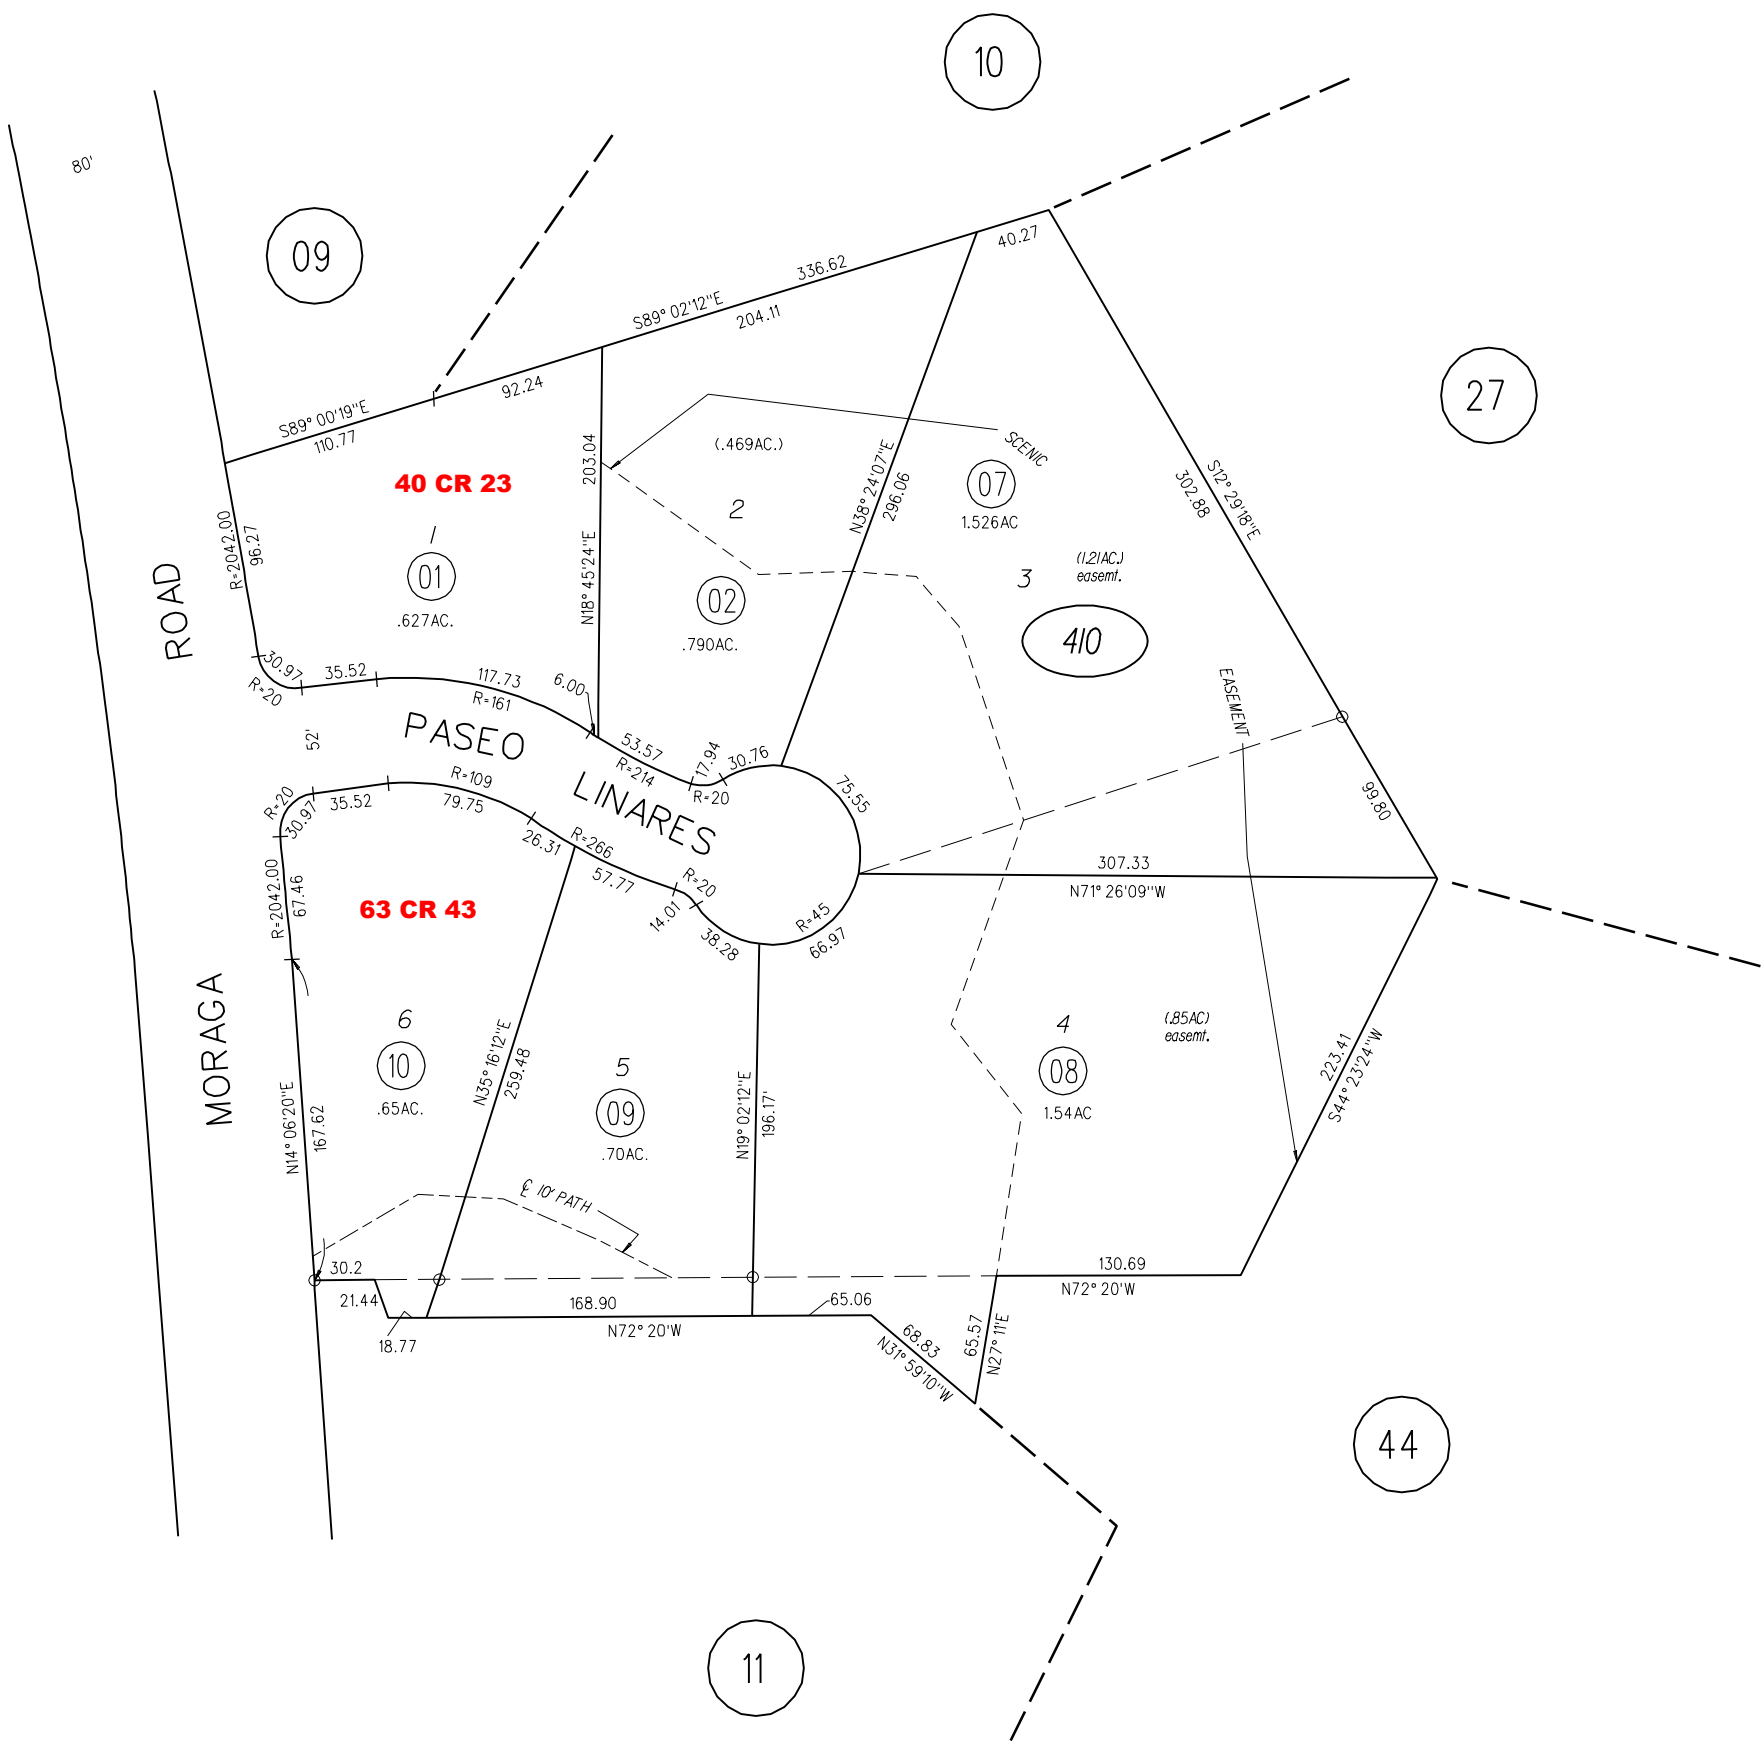 10
80'
09
40.27
336.62
S89° 02'12"E
204.11
92.24
S89° 00'19"E
110.77
27
40 CR 23
203.04
(.469AC.)
SCENIC
N38° 24'07"E
296.06
07
1.526AC
S12° 29'18"E
302.88
2
1
01
.627AC.
R=2042.00
96.27
N18° 45'24"E
02
.790AC.
3
(1.21AC.)
easemt.
410
ROAD
30.97
R=20
35.52
117.73
R=161
6.00
EASEMENT
52'
PASEO
LINARES
53.57
R=214
17.94
R=20
30.76
75.55
99.80
R=20
30.97
35.52
R=109
79.75
26.31
R=266
57.77
R=20
14.01
38.28
R=45
66.97
307.33
N71° 26'09"W
R=2042.00
67.46
63 CR 43
MORAGA
6
10
.65AC.
N35° 16'12"E
259.48
5
09
.70AC.
N19° 02'12"E
196.17'
4
08
1.54AC
(.85AC)
easemt.
223.41
S44° 23'24"W
N14° 06'20"E
167.62
℄ 10' PATH
30.2
21.44
18.77
168.90
N72° 20'W
65.06
68.83
N31° 59'10"W
65.57
N27° 11'E
130.69
N72° 20'W
44
11